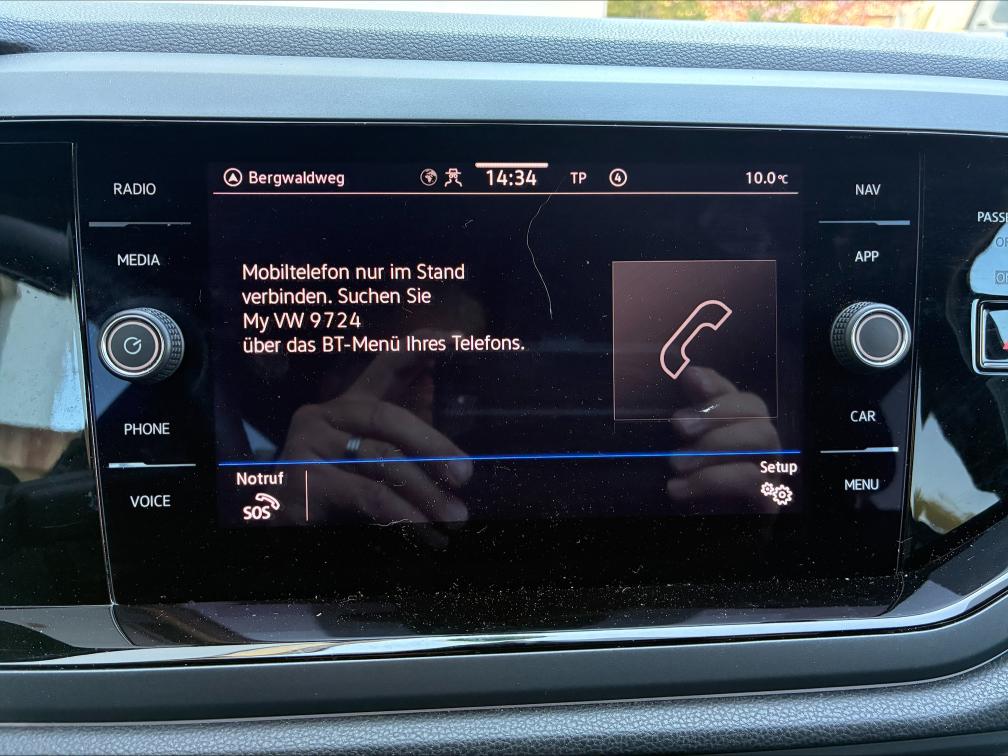 RADIO
MEDIA
PHONE
VOICE
Bergwaldweg
14:34
TP
4
10.0°C
Mobiltelefon nur im Stand
verbinden. Suchen Sie
My VW 9724
über das BT-Menü Ihres Telefons.
Notruf
SOS
Setup
NAV
APP
CAR
MENU